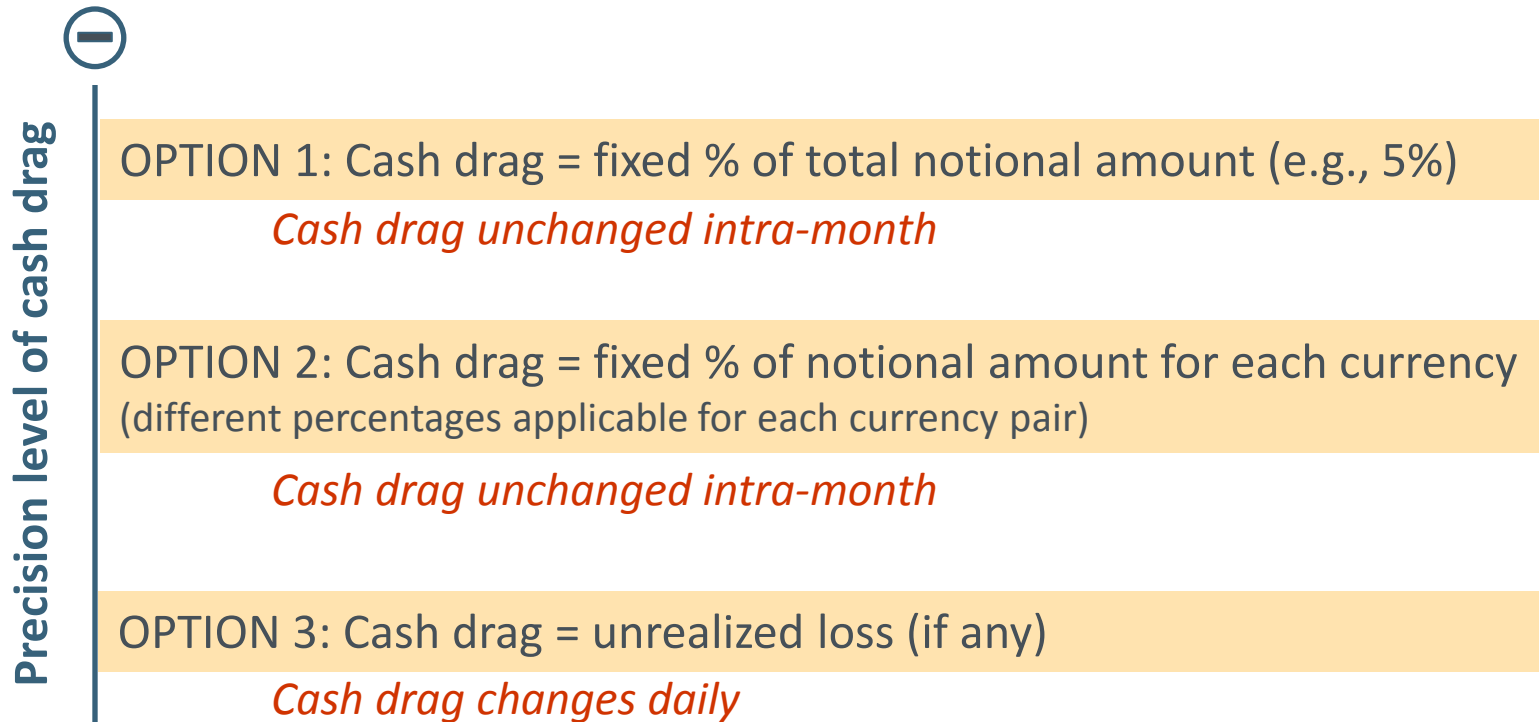 Precision level of cash drag
OPTION 1: Cash drag = fixed % of total notional amount (e.g., 5%)
Cash drag unchanged intra-month
OPTION 2: Cash drag = fixed % of notional amount for each currency
(different percentages applicable for each currency pair)
Cash drag unchanged intra-month
OPTION 3: Cash drag = unrealized loss (if any)
Cash drag changes daily